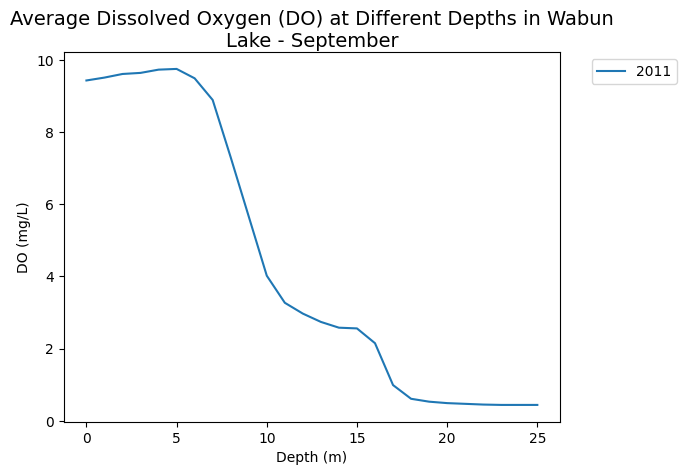 Average Dissolved Oxygen (DO) at Different Depths in Wabun
Lake - September
2011
10
8
6
4
2
0
DO (mg/L)
0 5 10 15 20 25
Depth (m)